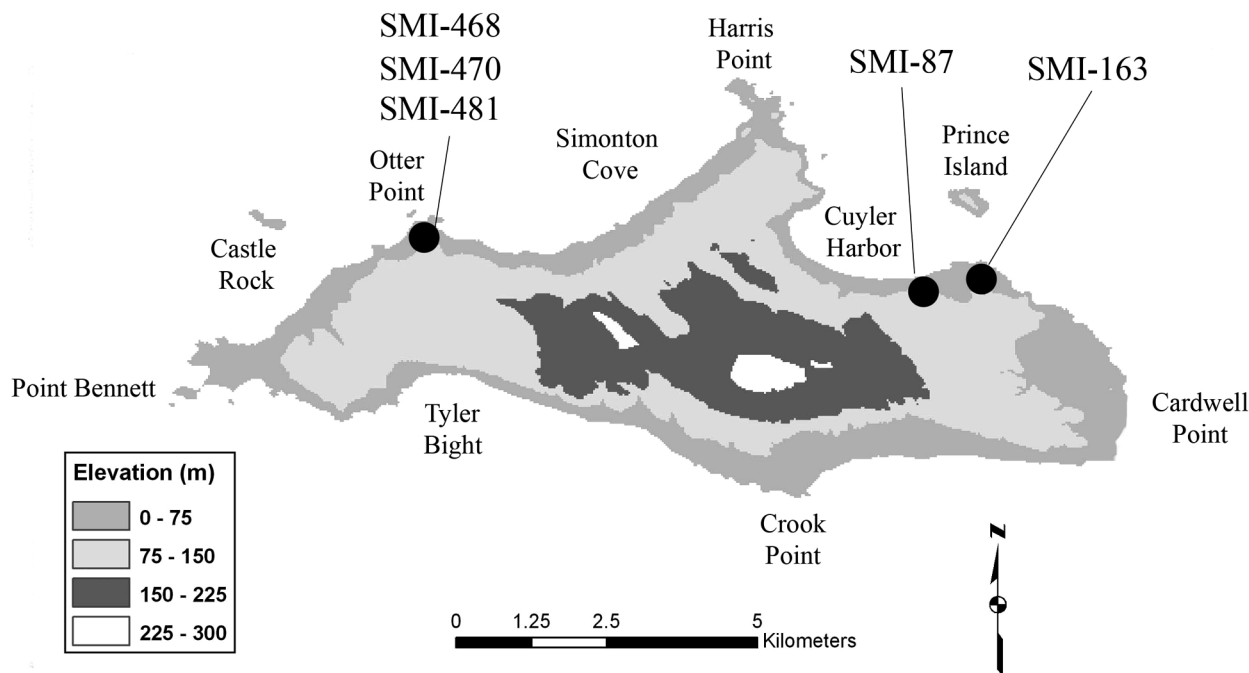 SMI-468
SMI-470
SMI-481
Harris
Point
SMI-87
SMI-163
Simonton
Cove
Prince
Island
Otter
Point
Cuyler
Harbor
Castle
Rock
Point Bennett
Tyler
Bight
Cardwell
Point
Crook
Point
Elevation (m)
0 - 75
75 - 150
150 - 225
225 - 300
0 1.25 2.5 5
Kilometers
N